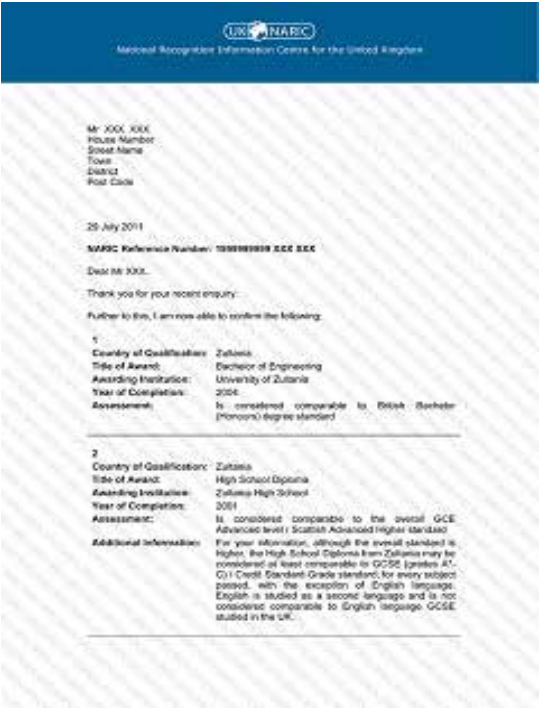 UK NARIC
National Recognition Information Centre for the United Kingdom
Mr XXX XXX
House Number
Street Name
Town
District
Post Code
29 July 2011
NARIC Reference Number: XXX XXX
Dear Mr XXX,
Thank you for your recent enquiry.
Further to this, I am now able to confirm the following:
1
Country of Qualification: Zultania
Title of Award: Bachelor of Engineering
Awarding Institution: University of Zultania
Year of Completion: 2004
Assessment: Is considered comparable to British Bachelor
(Honours) degree standard
2
Country of Qualification: Zultania
Title of Award: High School Diploma
Awarding Institution: Zultania High School
Year of Completion: 2001
Assessment: Is considered comparable to the overall GCE
Advanced level / Scottish Advanced Higher standard
Additional Information: For your information, although the overall standard is
higher, the High School Diploma from Zultania may be
considered at least comparable to GCSE (grades A*-
C) / Credit Standard Grade standard, for every subject
passed, with the exception of English language.
English is studied as a second language and is not
considered comparable to English language GCSE
studied in the UK.